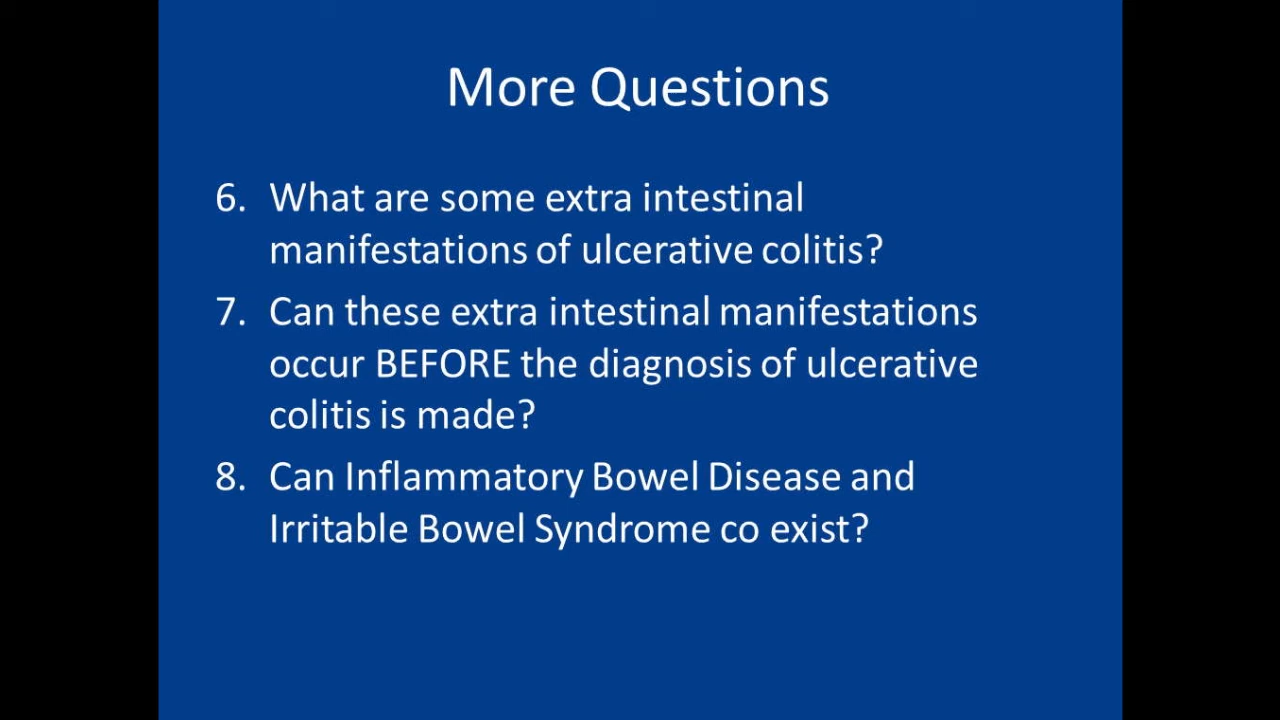 More Questions
6. What are some extra intestinal
manifestations of ulcerative colitis?
7. Can these extra intestinal manifestations
occur BEFORE the diagnosis of ulcerative
colitis is made?
8. Can Inflammatory Bowel Disease and
Irritable Bowel Syndrome co exist?